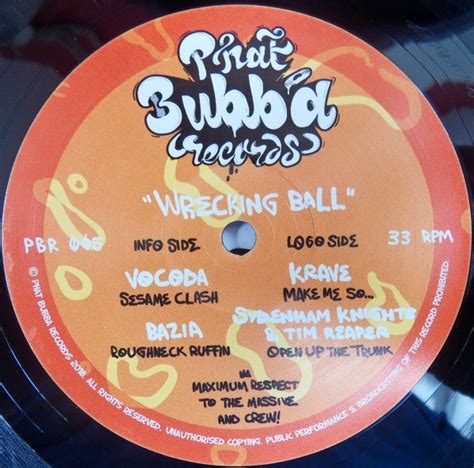 Phat
Bubb'a
records
"WRECKING BALL"
PBR 005 INFO SIDE LOGO SIDE 33 RPM
VOCODA KRAVE
SESAME CLASH MAKE ME SO...
BAZIA SYDENHAM KNIGHTS
& TIM REAPER
ROUGHNECK RUFFIN OPEN UP THE TRUNK
MAXIMUM RESPECT
TO THE MASSIVE
AND CREW!
© PHAT BUBBA RECORDS 2018 ALL RIGHTS RESERVED. UNAUTHORISED COPYING, PUBLIC PERFORMANCE & BROADCASTING OF THIS RECORD PROHIBITED.